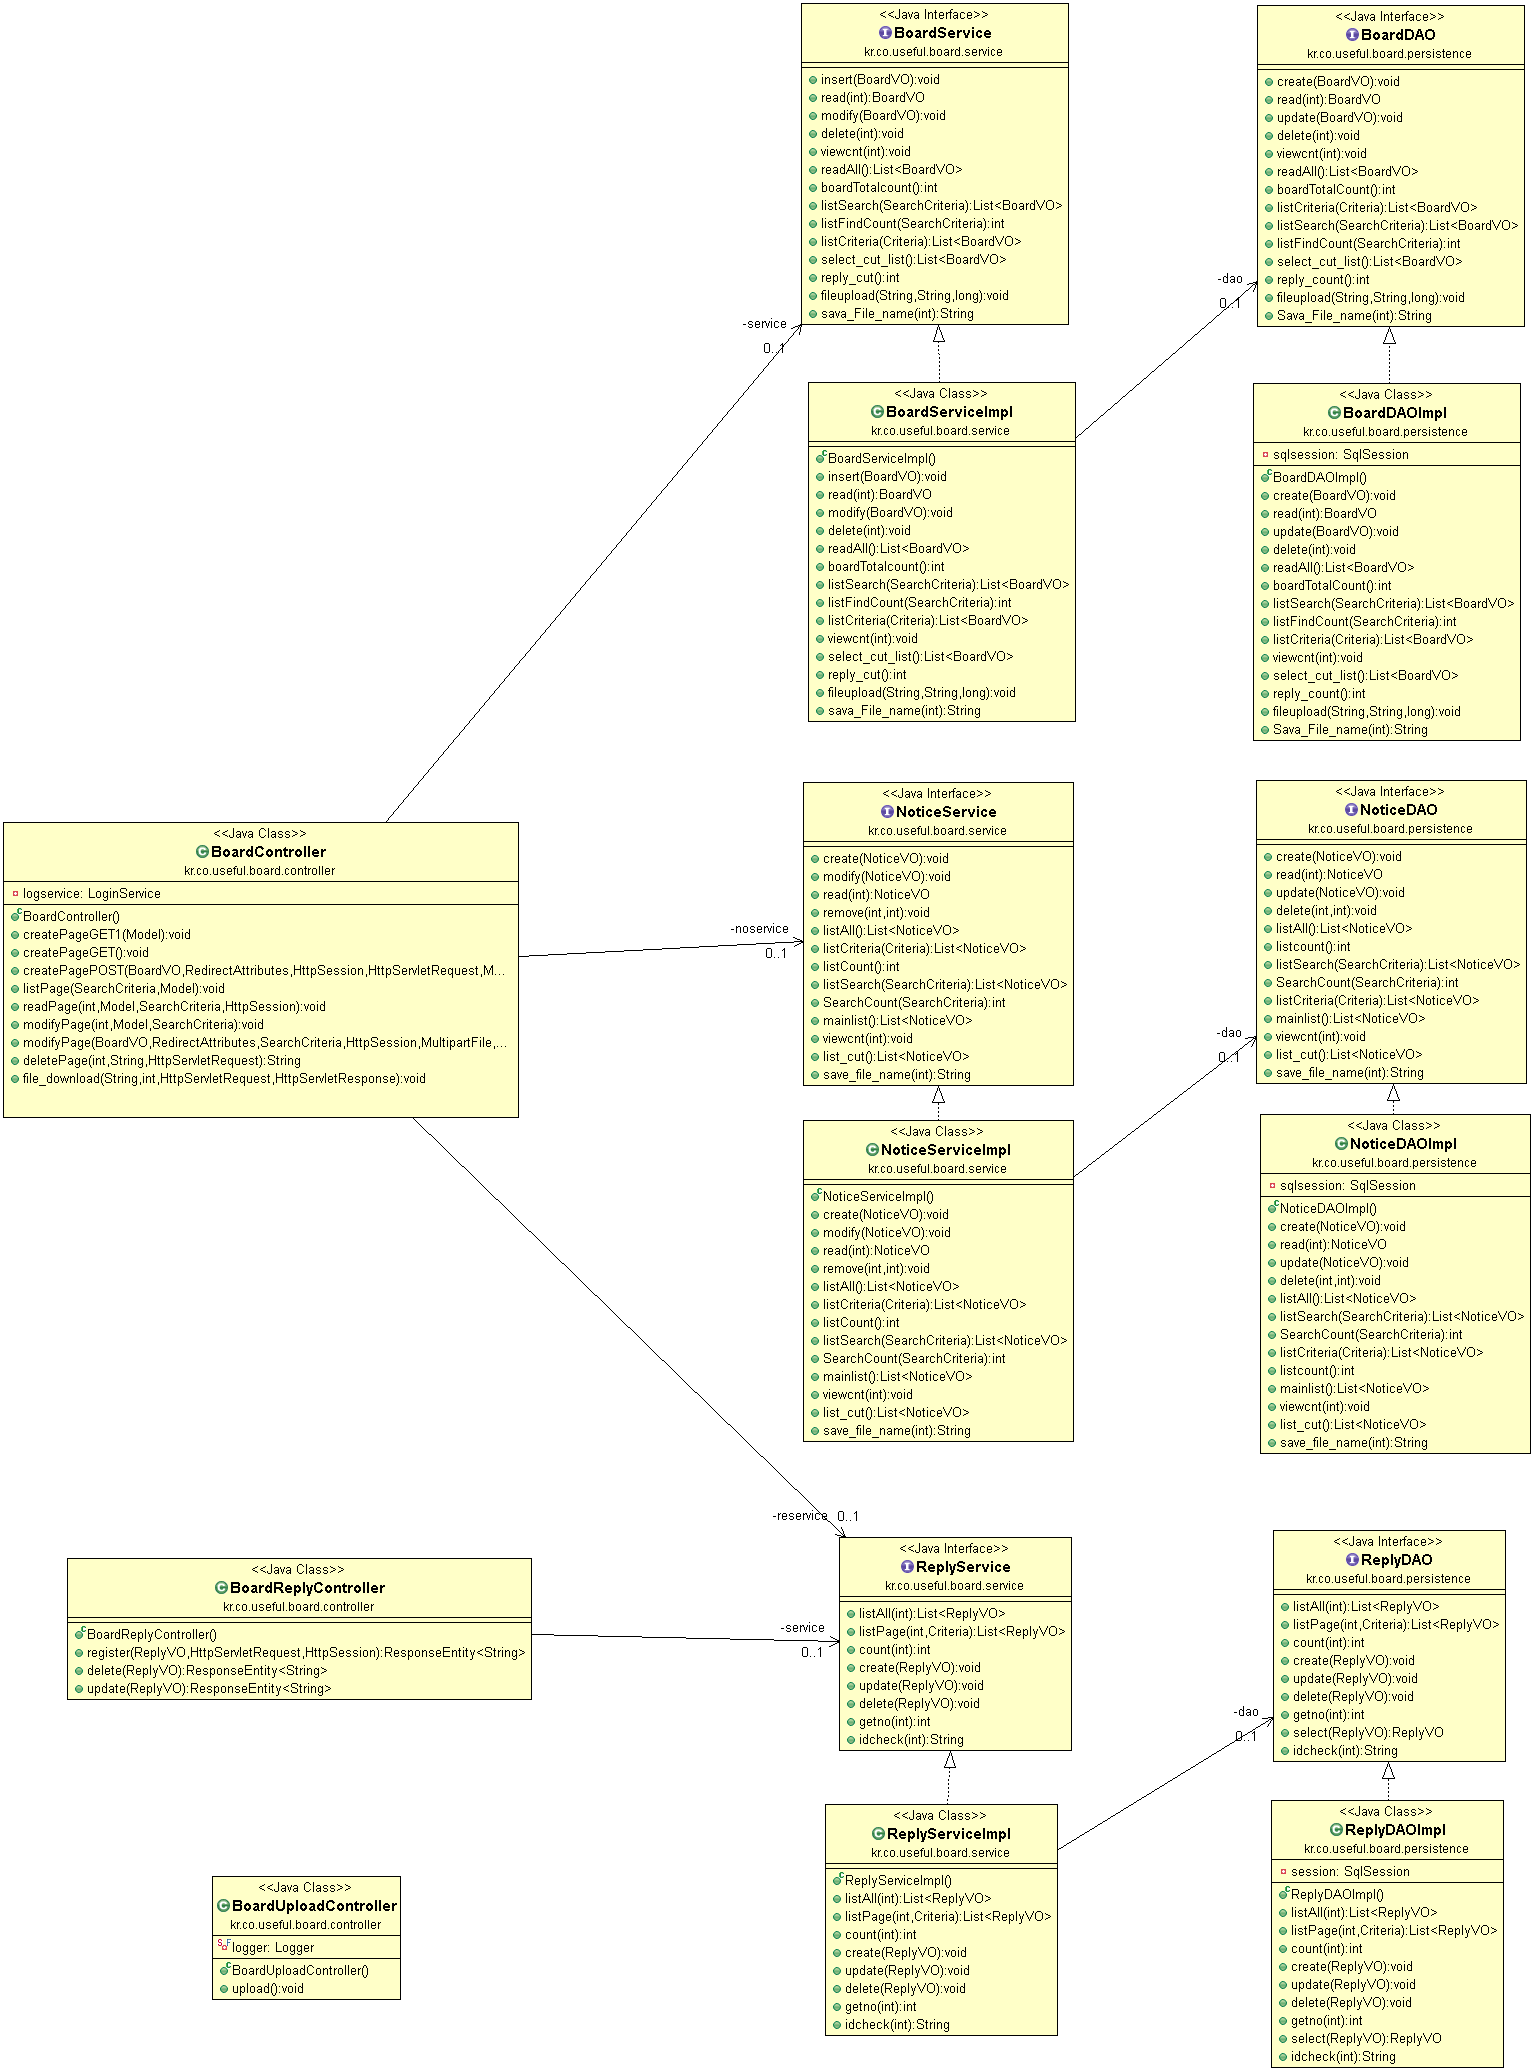 <<Java Interface>>
BoardService
kr.co.useful.board.service
insert(BoardVO):void
read(int):BoardVO
modify(BoardVO):void
delete(int):void
viewcnt(int):void
readAll():List<BoardVO>
boardTotalcount():int
listSearch(SearchCriteria):List<BoardVO>
listFindCount(SearchCriteria):int
listCriteria(Criteria):List<BoardVO>
select_cut_list():List<BoardVO>
reply_cut():int
fileupload(String,String,long):void
sava_File_name(int):String
<<Java Interface>>
BoardDAO
kr.co.useful.board.persistence
create(BoardVO):void
read(int):BoardVO
update(BoardVO):void
delete(int):void
viewcnt(int):void
readAll():List<BoardVO>
boardTotalCount():int
listCriteria(Criteria):List<BoardVO>
listSearch(SearchCriteria):List<BoardVO>
listFindCount(SearchCriteria):int
select_cut_list():List<BoardVO>
reply_count():int
fileupload(String,String,long):void
Sava_File_name(int):String
-dao
0..1
-service
0..1
<<Java Class>>
BoardServiceImpl
kr.co.useful.board.service
BoardServiceImpl()
insert(BoardVO):void
read(int):BoardVO
modify(BoardVO):void
delete(int):void
readAll():List<BoardVO>
boardTotalcount():int
listSearch(SearchCriteria):List<BoardVO>
listFindCount(SearchCriteria):int
listCriteria(Criteria):List<BoardVO>
viewcnt(int):void
select_cut_list():List<BoardVO>
reply_cut():int
fileupload(String,String,long):void
sava_File_name(int):String
<<Java Class>>
BoardDAOImpl
kr.co.useful.board.persistence
sqlsession: SqlSession
BoardDAOImpl()
create(BoardVO):void
read(int):BoardVO
update(BoardVO):void
delete(int):void
readAll():List<BoardVO>
boardTotalCount():int
listSearch(SearchCriteria):List<BoardVO>
listFindCount(SearchCriteria):int
listCriteria(Criteria):List<BoardVO>
viewcnt(int):void
select_cut_list():List<BoardVO>
reply_count():int
fileupload(String,String,long):void
Sava_File_name(int):String
<<Java Class>>
BoardController
kr.co.useful.board.controller
logservice: LoginService
BoardController()
createPageGET1(Model):void
createPageGET():void
createPagePOST(BoardVO,RedirectAttributes,HttpSession,HttpServletRequest,M...
listPage(SearchCriteria,Model):void
readPage(int,Model,SearchCriteria,HttpSession):void
modifyPage(int,Model,SearchCriteria):void
modifyPage(BoardVO,RedirectAttributes,SearchCriteria,HttpSession,MultipartFile,...
deletePage(int,String,HttpServletRequest):String
file_download(String,int,HttpServletRequest,HttpServletResponse):void
-noservice
0..1
<<Java Interface>>
NoticeService
kr.co.useful.board.service
create(NoticeVO):void
modify(NoticeVO):void
read(int):NoticeVO
remove(int,int):void
listAll():List<NoticeVO>
listCriteria(Criteria):List<NoticeVO>
listCount():int
listSearch(SearchCriteria):List<NoticeVO>
SearchCount(SearchCriteria):int
mainlist():List<NoticeVO>
viewcnt(int):void
list_cut():List<NoticeVO>
save_file_name(int):String
<<Java Interface>>
NoticeDAO
kr.co.useful.board.persistence
create(NoticeVO):void
read(int):NoticeVO
update(NoticeVO):void
delete(int,int):void
listAll():List<NoticeVO>
listcount():int
listSearch(SearchCriteria):List<NoticeVO>
SearchCount(SearchCriteria):int
listCriteria(Criteria):List<NoticeVO>
mainlist():List<NoticeVO>
viewcnt(int):void
list_cut():List<NoticeVO>
save_file_name(int):String
-dao
0..1
<<Java Class>>
NoticeServiceImpl
kr.co.useful.board.service
NoticeServiceImpl()
create(NoticeVO):void
modify(NoticeVO):void
read(int):NoticeVO
remove(int,int):void
listAll():List<NoticeVO>
listCriteria(Criteria):List<NoticeVO>
listCount():int
listSearch(SearchCriteria):List<NoticeVO>
SearchCount(SearchCriteria):int
mainlist():List<NoticeVO>
viewcnt(int):void
list_cut():List<NoticeVO>
save_file_name(int):String
<<Java Class>>
NoticeDAOImpl
kr.co.useful.board.persistence
sqlsession: SqlSession
NoticeDAOImpl()
create(NoticeVO):void
read(int):NoticeVO
update(NoticeVO):void
delete(int,int):void
listAll():List<NoticeVO>
listSearch(SearchCriteria):List<NoticeVO>
SearchCount(SearchCriteria):int
listCriteria(Criteria):List<NoticeVO>
listcount():int
mainlist():List<NoticeVO>
viewcnt(int):void
list_cut():List<NoticeVO>
save_file_name(int):String
-reservice 0..1
<<Java Class>>
BoardReplyController
kr.co.useful.board.controller
BoardReplyController()
register(ReplyVO,HttpServletRequest,HttpSession):ResponseEntity<String>
delete(ReplyVO):ResponseEntity<String>
update(ReplyVO):ResponseEntity<String>
-service
0..1
<<Java Interface>>
ReplyService
kr.co.useful.board.service
listAll(int):List<ReplyVO>
listPage(int,Criteria):List<ReplyVO>
count(int):int
create(ReplyVO):void
update(ReplyVO):void
delete(ReplyVO):void
getno(int):int
idcheck(int):String
<<Java Interface>>
ReplyDAO
kr.co.useful.board.persistence
listAll(int):List<ReplyVO>
listPage(int,Criteria):List<ReplyVO>
count(int):int
create(ReplyVO):void
update(ReplyVO):void
delete(ReplyVO):void
getno(int):int
select(ReplyVO):ReplyVO
idcheck(int):String
-dao
0..1
<<Java Class>>
ReplyServiceImpl
kr.co.useful.board.service
ReplyServiceImpl()
listAll(int):List<ReplyVO>
listPage(int,Criteria):List<ReplyVO>
count(int):int
create(ReplyVO):void
update(ReplyVO):void
delete(ReplyVO):void
getno(int):int
idcheck(int):String
<<Java Class>>
ReplyDAOImpl
kr.co.useful.board.persistence
session: SqlSession
ReplyDAOImpl()
listAll(int):List<ReplyVO>
listPage(int,Criteria):List<ReplyVO>
count(int):int
create(ReplyVO):void
update(ReplyVO):void
delete(ReplyVO):void
getno(int):int
select(ReplyVO):ReplyVO
idcheck(int):String
<<Java Class>>
BoardUploadController
kr.co.useful.board.controller
logger: Logger
BoardUploadController()
upload():void